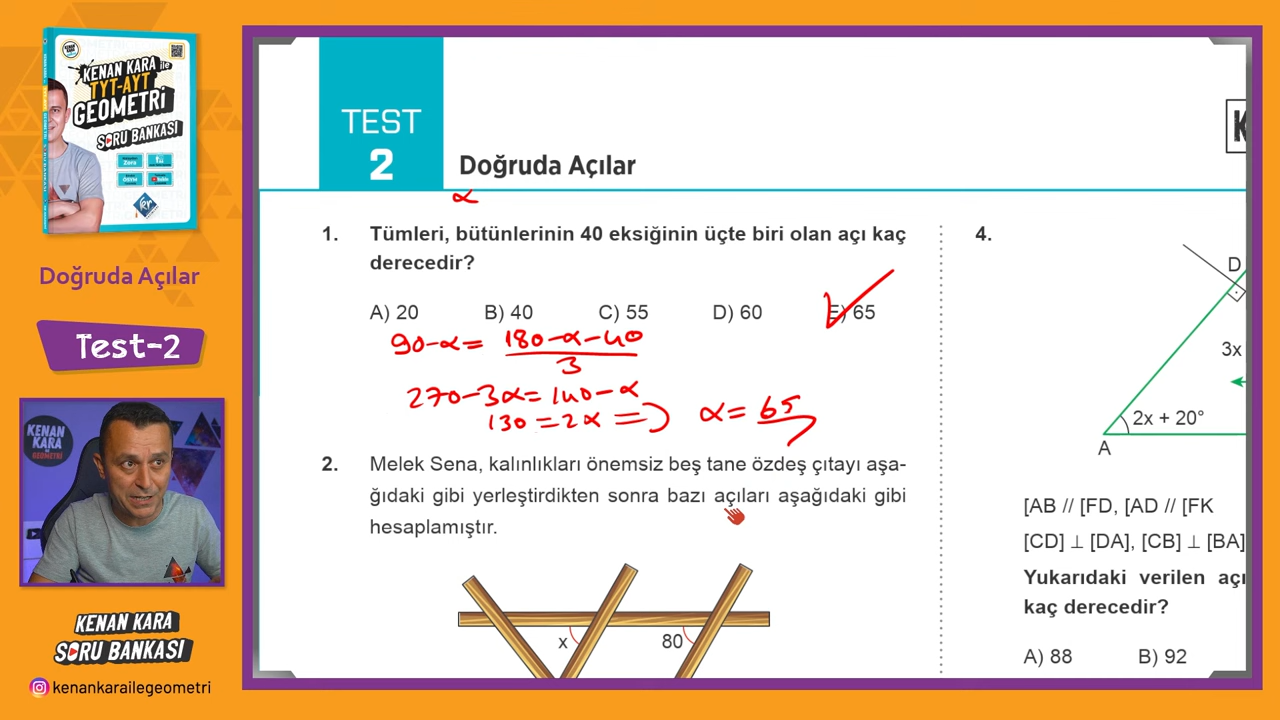 KENAN KARA ile
TYT-AYT
GEOMETRİ
SORU BANKASI
Doğruda Açılar
Test-2
KENAN KARA
SORU BANKASI
kenankarailegeometri
TEST
2
Doğruda Açılar
α
1. Tümleri, bütünlerinin 40 eksiğinin üçte biri olan açı kaç
derecedir?
A) 20 B) 40 C) 55 D) 60 E) 65
90-α= 180-α-40
3
270-3α=140-α
130=2α => α=65
2. Melek Sena, kalınlıkları önemsiz beş tane özdeş çıtayı aşa-
ğıdaki gibi yerleştirdikten sonra bazı açıları aşağıdaki gibi
hesaplamıştır.
x 80
4.
D
3x
2x + 20°
A
[AB // [FD, [AD // [FK
[CD] ⊥ [DA], [CB] ⊥ [BA]
Yukarıdaki verilen açı
kaç derecedir?
A) 88 B) 92